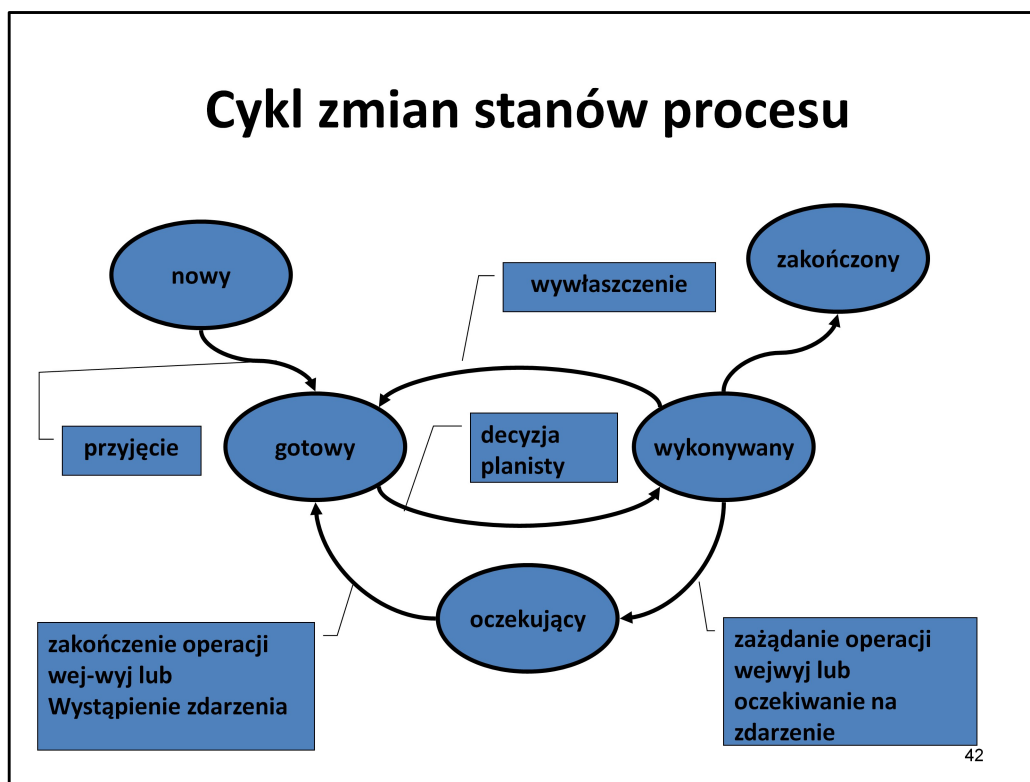 Cykl zmian stanów procesu
nowy
zakończony
wywłaszczenie
przyjęcie
gotowy
decyzja
planisty
wykonywany
oczekujący
zakończenie operacji
wej-wyj lub
Wystąpienie zdarzenia
zażądanie operacji
wejwyj lub
oczekiwanie na
zdarzenie
42